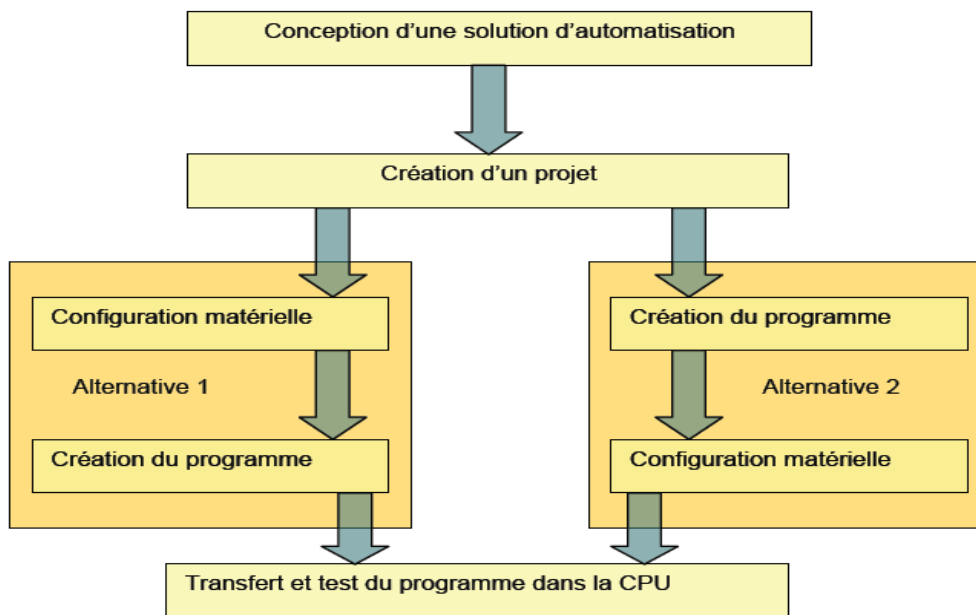 Conception d'une solution d'automatisation
Création d'un projet
Configuration matérielle
Alternative 1
Création du programme
Création du programme
Alternative 2
Configuration matérielle
Transfert et test du programme dans la CPU